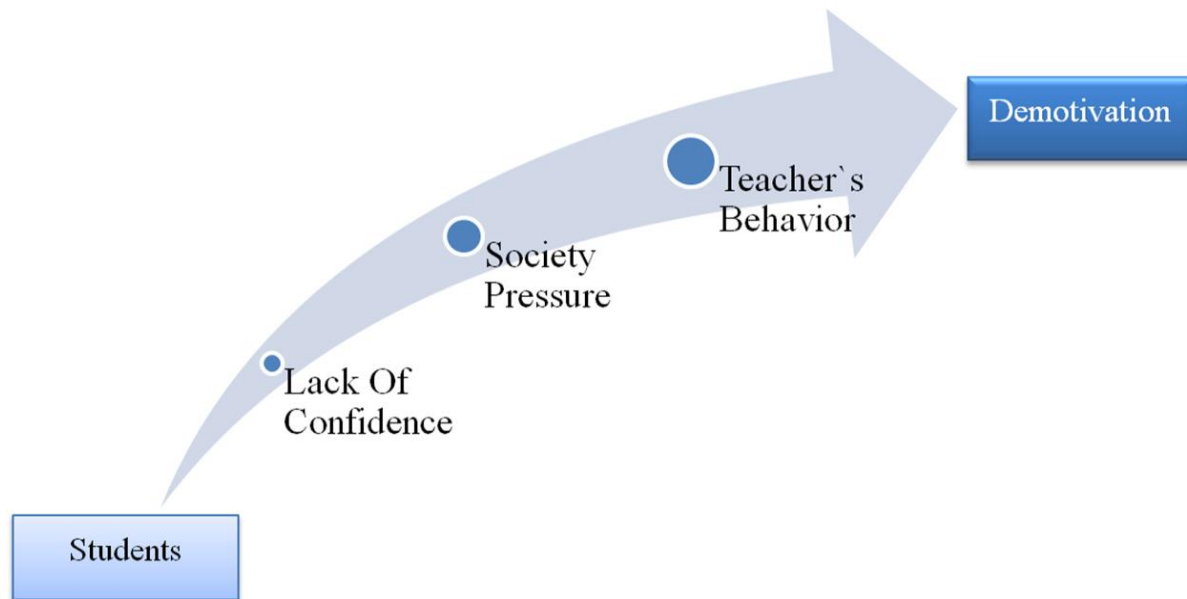 Demotivation
Teacher`s
Behavior
Society
Pressure
Lack Of
Confidence
Students